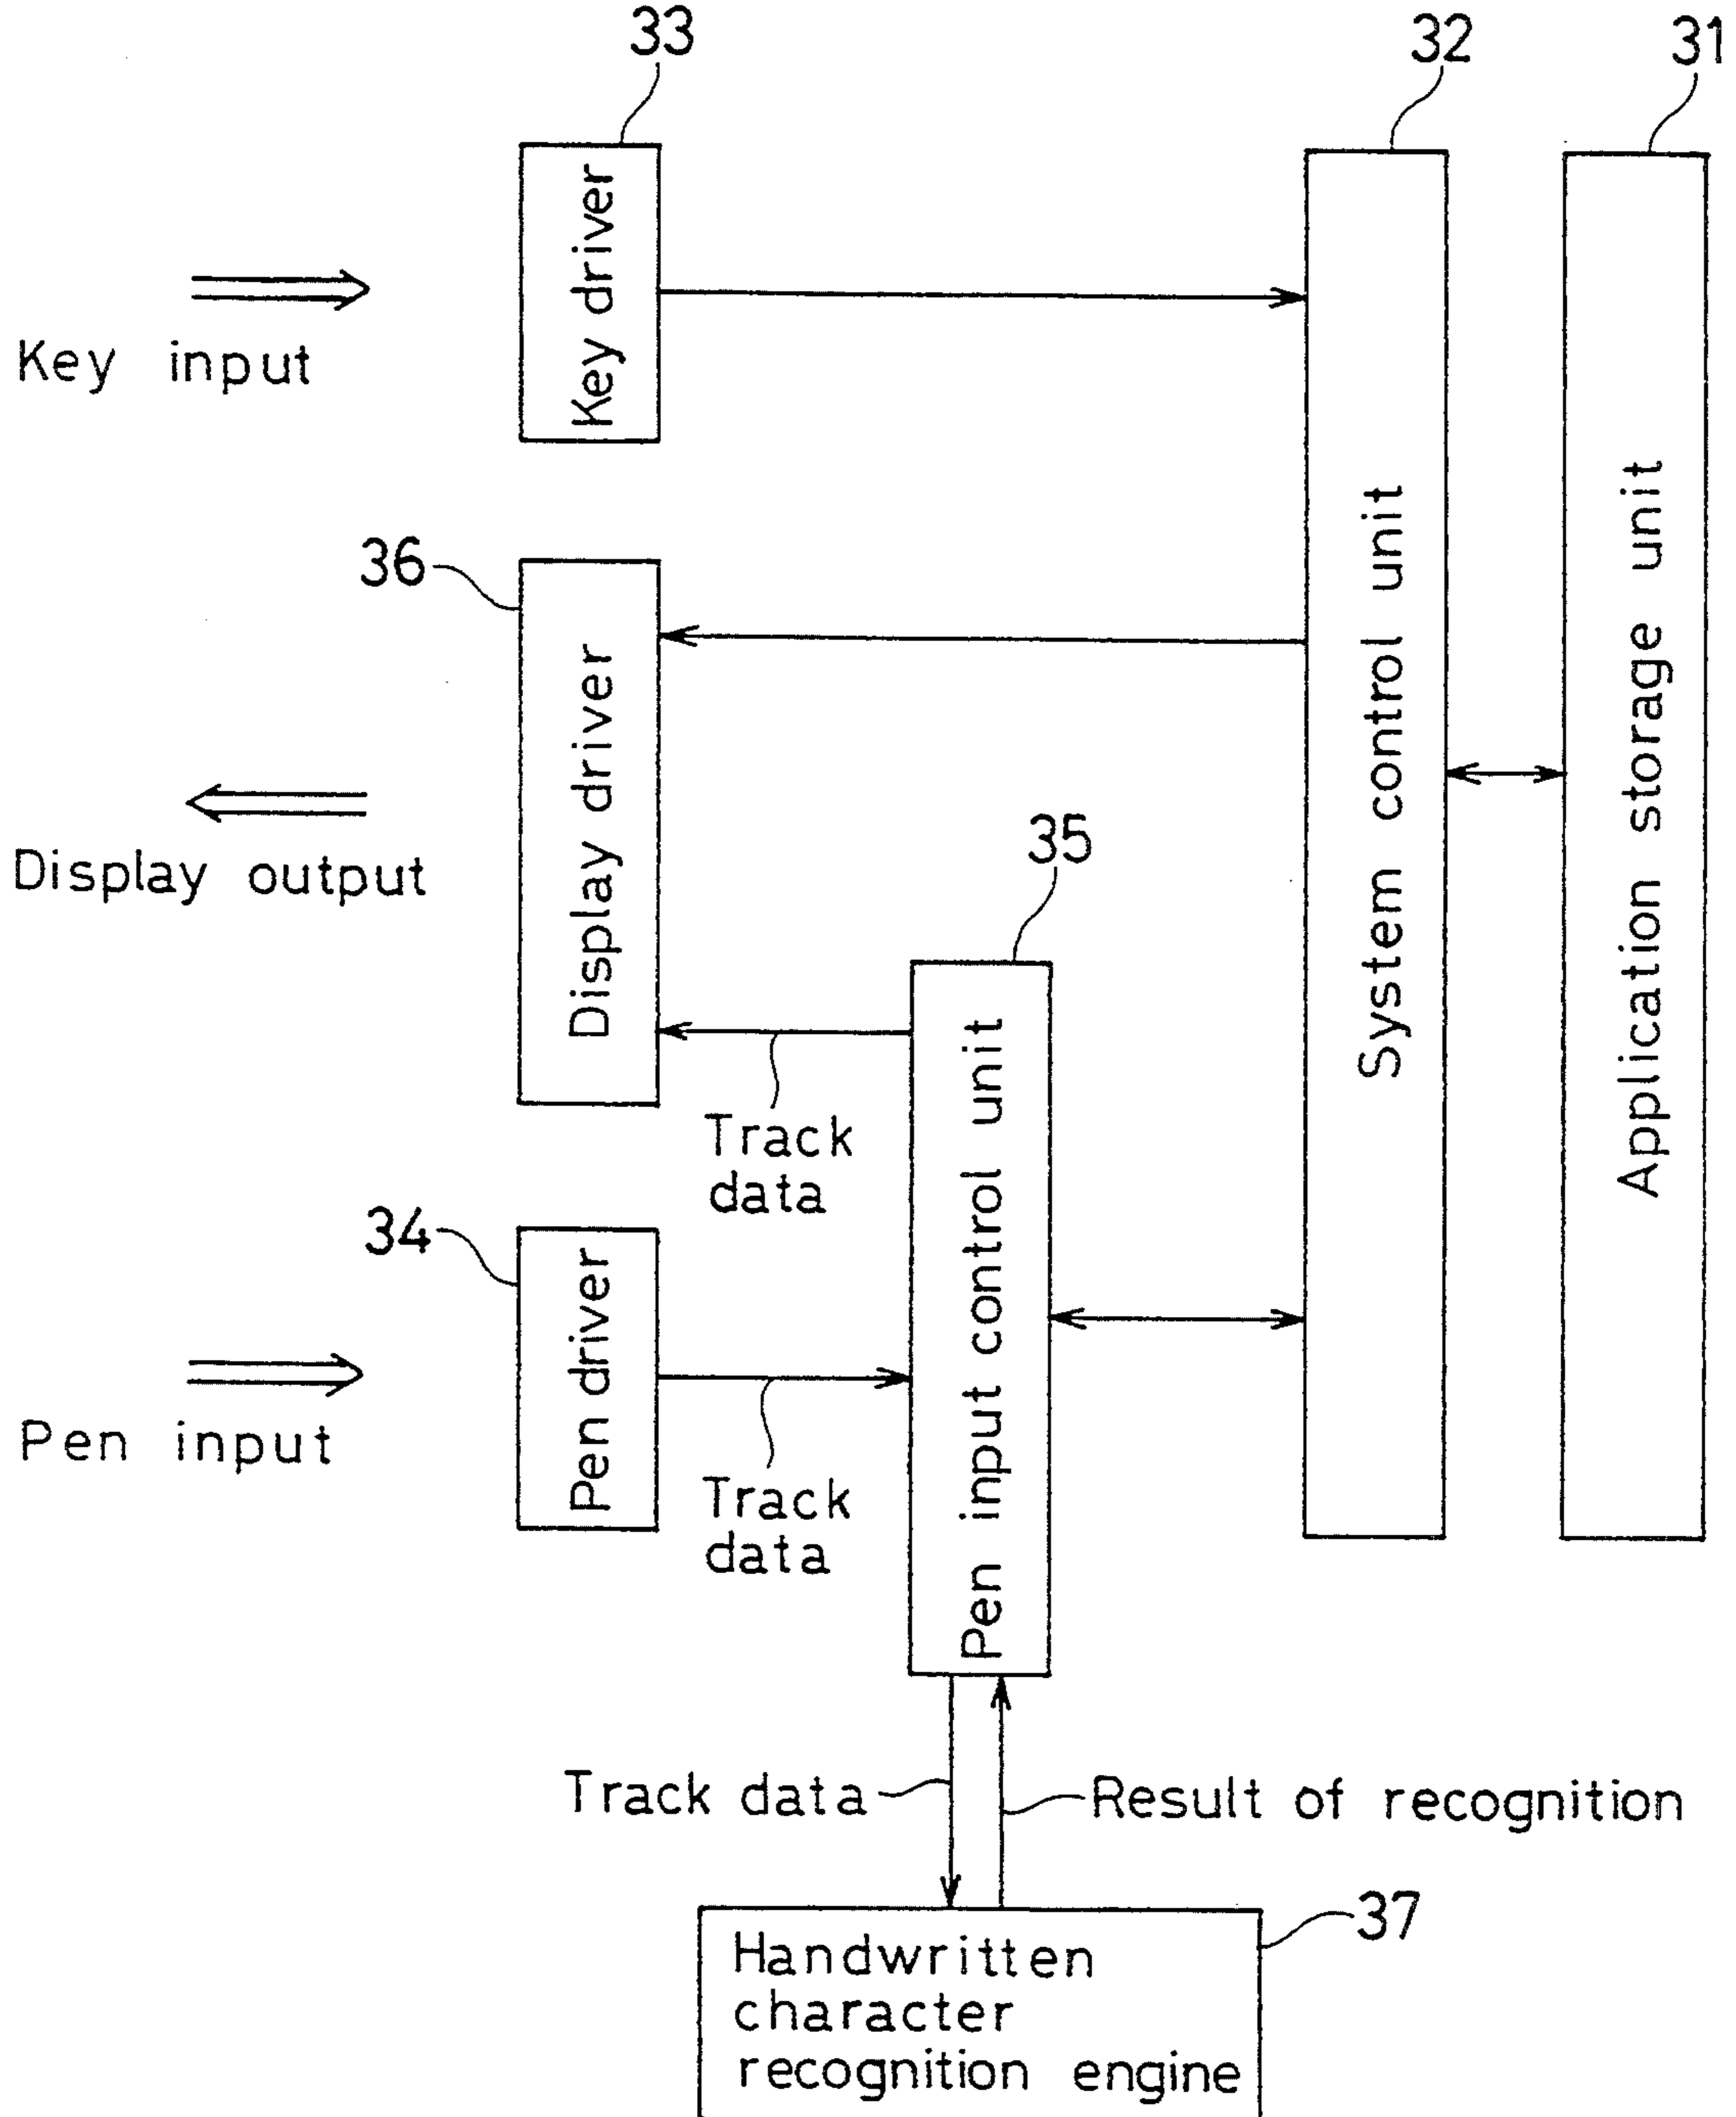 33
32
31
Key driver
Key input
System control unit
Application storage unit
36
Display driver
Display output
35
Pen input control unit
Track
data
34
Pen driver
Pen input
Track
data
Track data
Result of recognition
37
Handwritten
character
recognition engine